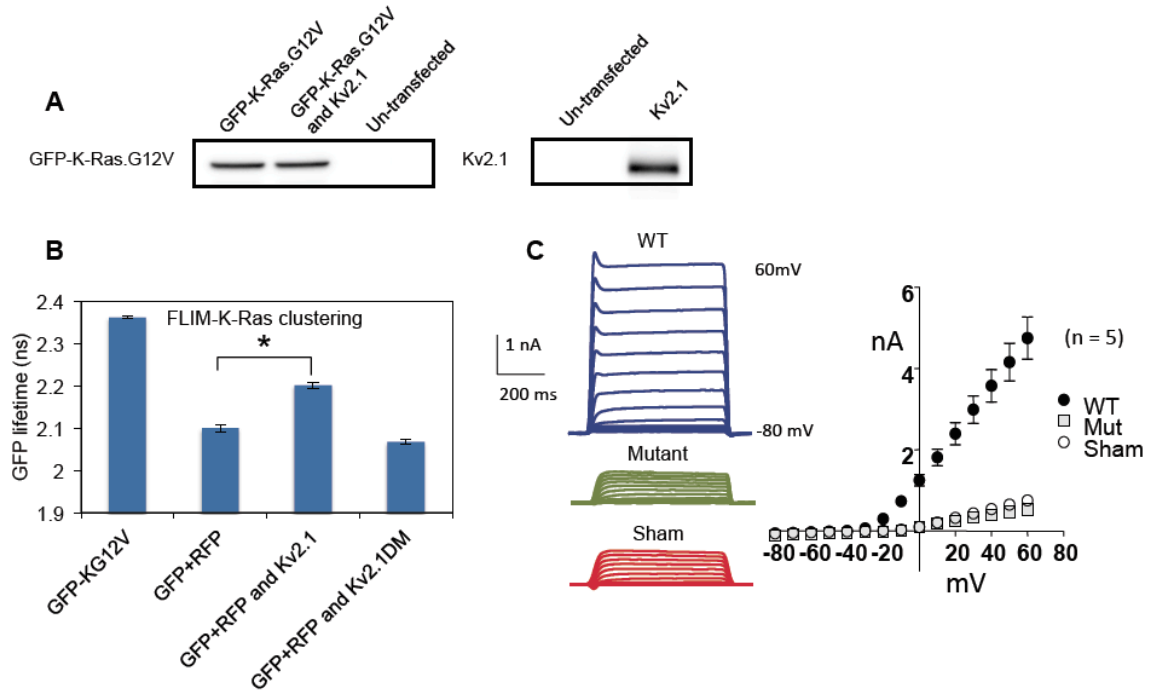 A
GFP-K-Ras.G12V
GFP-K-Ras.G12V
and Kv2.1
Un-transfected
Un-transfected
Kv2.1
GFP-K-Ras.G12V
Kv2.1
B
2.4
2.3
2.2
2.1
2
1.9
GFP lifetime (ns)
FLIM-K-Ras clustering
*
GFP-KG12V
GFP+RFP
GFP+RFP and Kv2.1
GFP+RFP and Kv2.1DM
C
WT
60mV
1 nA
200 ms
-80 mV
Mutant
Sham
6
nA
4
2
(n = 5)
WT
Mut
Sham
-80 -60 -40 -20 20 40 60 80
mV